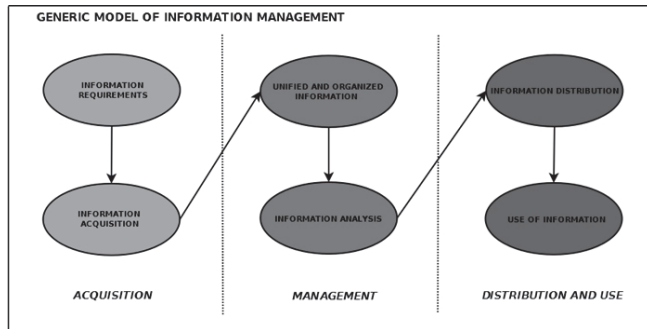 GENERIC MODEL OF INFORMATION MANAGEMENT
INFORMATION
REQUIREMENTS
INFORMATION
ACQUISITION
ACQUISITION
UNIFIED AND ORGANIZED
INFORMATION
INFORMATION ANALYSIS
MANAGEMENT
INFORMATION DISTRIBUTION
USE OF INFORMATION
DISTRIBUTION AND USE